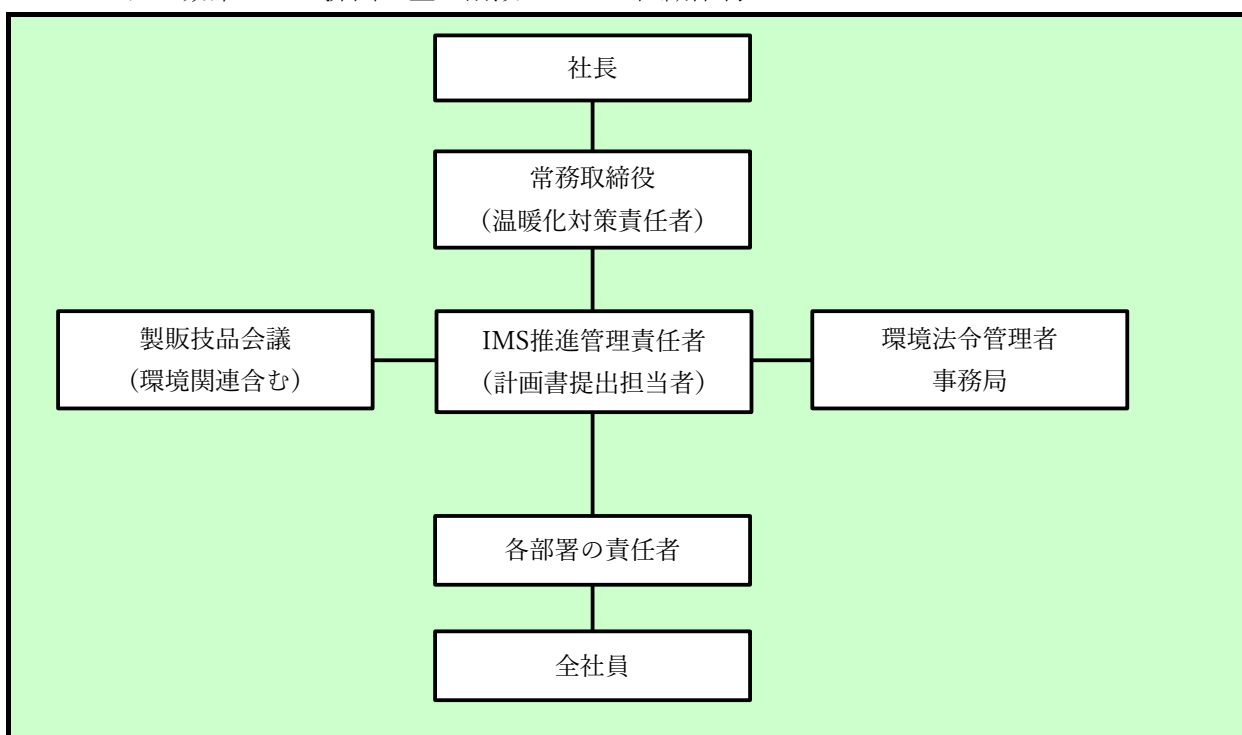 社長
常務取締役
（温暖化対策責任者）
製販技品会議
（環境関連含む）
IMS推進管理責任者
（計画書提出担当者）
環境法令管理者
事務局
各部署の責任者
全社員